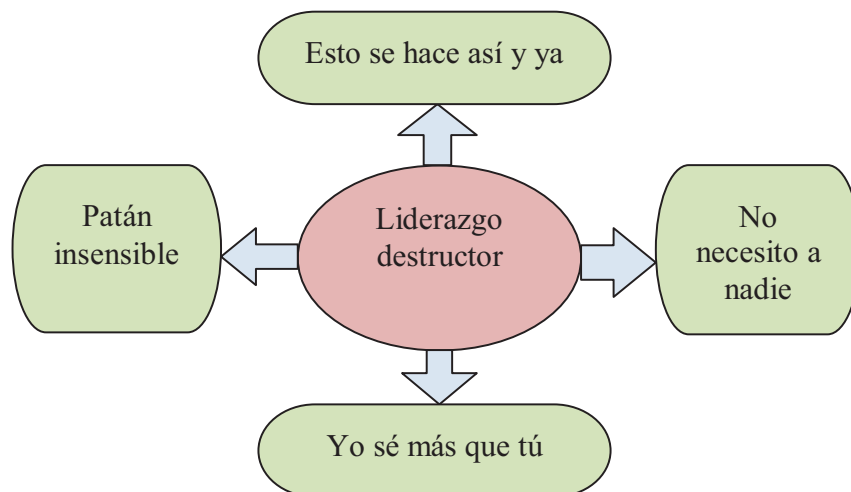 Esto se hace así y ya
Patán
insensible
Liderazgo
destructor
No
necesito a
nadie
Yo sé más que tú